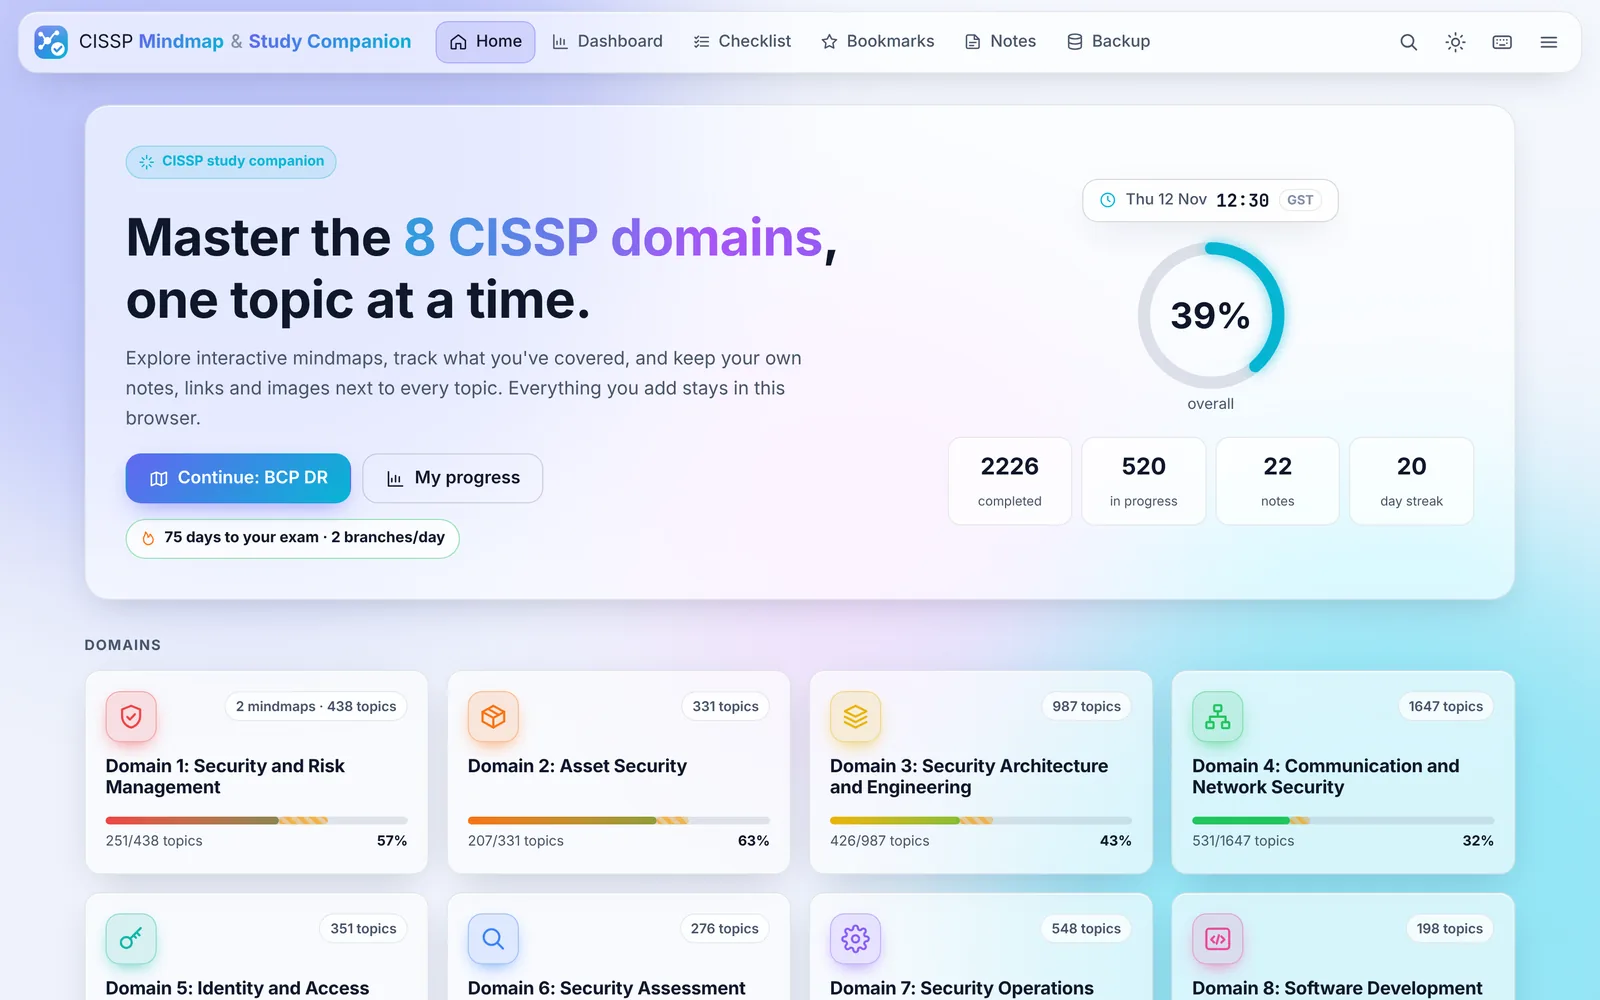 CISSP Mindmap & Study Companion
Home
Dashboard
Checklist
Bookmarks
Notes
Backup
CISSP study companion
Master the 8 CISSP domains,
one topic at a time.
Explore interactive mindmaps, track what you've covered, and keep your own
notes, links and images next to every topic. Everything you add stays in this
browser.
Continue: BCP DR
My progress
75 days to your exam · 2 branches/day
Thu 12 Nov 12:30 GST
39%
overall
2226
completed
520
in progress
22
notes
20
day streak
DOMAINS
2 mindmaps · 438 topics
Domain 1: Security and Risk
Management
251/438 topics
57%
331 topics
Domain 2: Asset Security
207/331 topics
63%
987 topics
Domain 3: Security Architecture
and Engineering
426/987 topics
43%
1647 topics
Domain 4: Communication and
Network Security
531/1647 topics
32%
351 topics
Domain 5: Identity and Access
276 topics
Domain 6: Security Assessment
548 topics
Domain 7: Security Operations
198 topics
Domain 8: Software Development